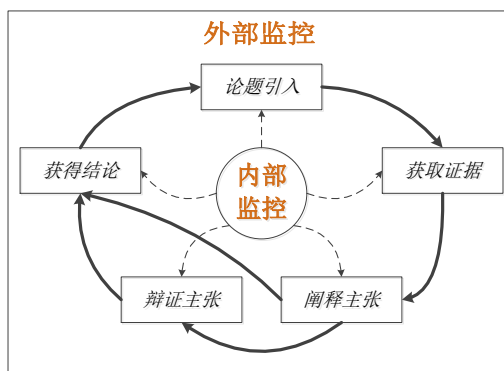 外部监控
论题引入
获得结论
内部
监控
获取证据
辩证主张
阐释主张